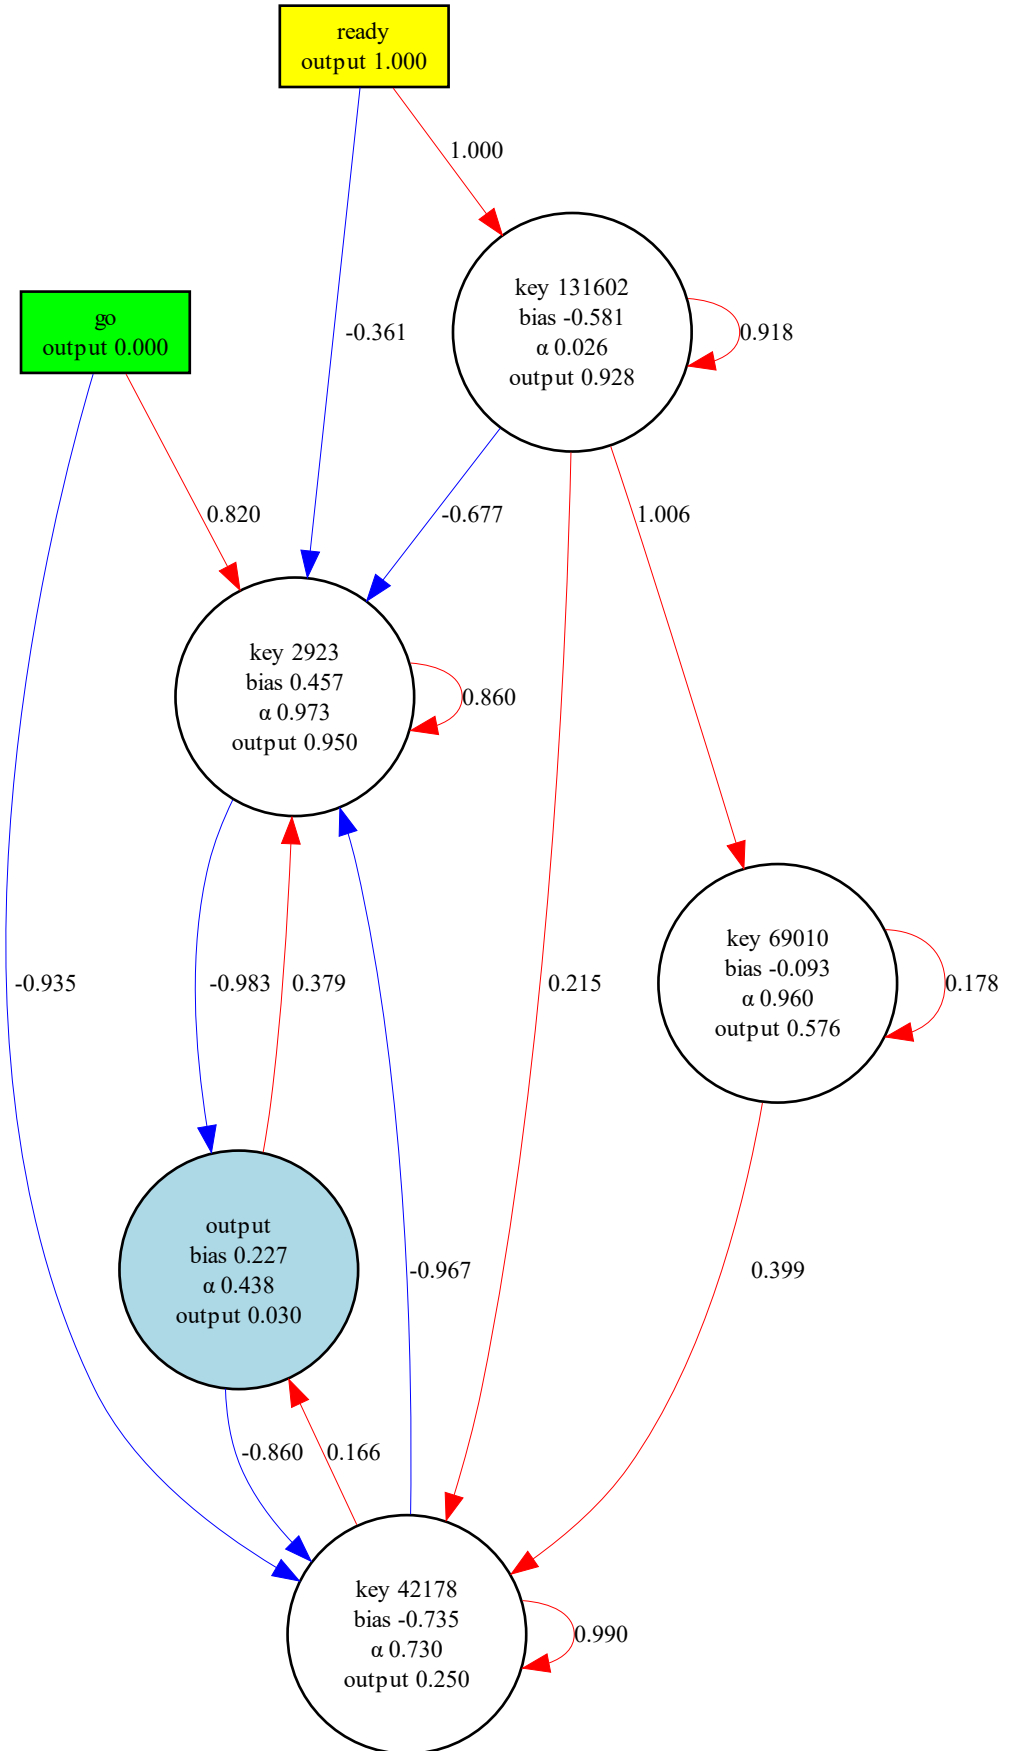 ready
output 1.000
1.000
key 131602
bias -0.581
α 0.026
output 0.928
0.918
go
output 0.000
-0.361
0.820
-0.677
1.006
key 2923
bias 0.457
α 0.973
output 0.950
0.860
key 69010
bias -0.093
α 0.960
output 0.576
0.178
-0.935
-0.983
0.379
0.215
output
bias 0.227
α 0.438
output 0.030
-0.967
0.399
-0.860
0.166
key 42178
bias -0.735
α 0.730
output 0.250
0.990